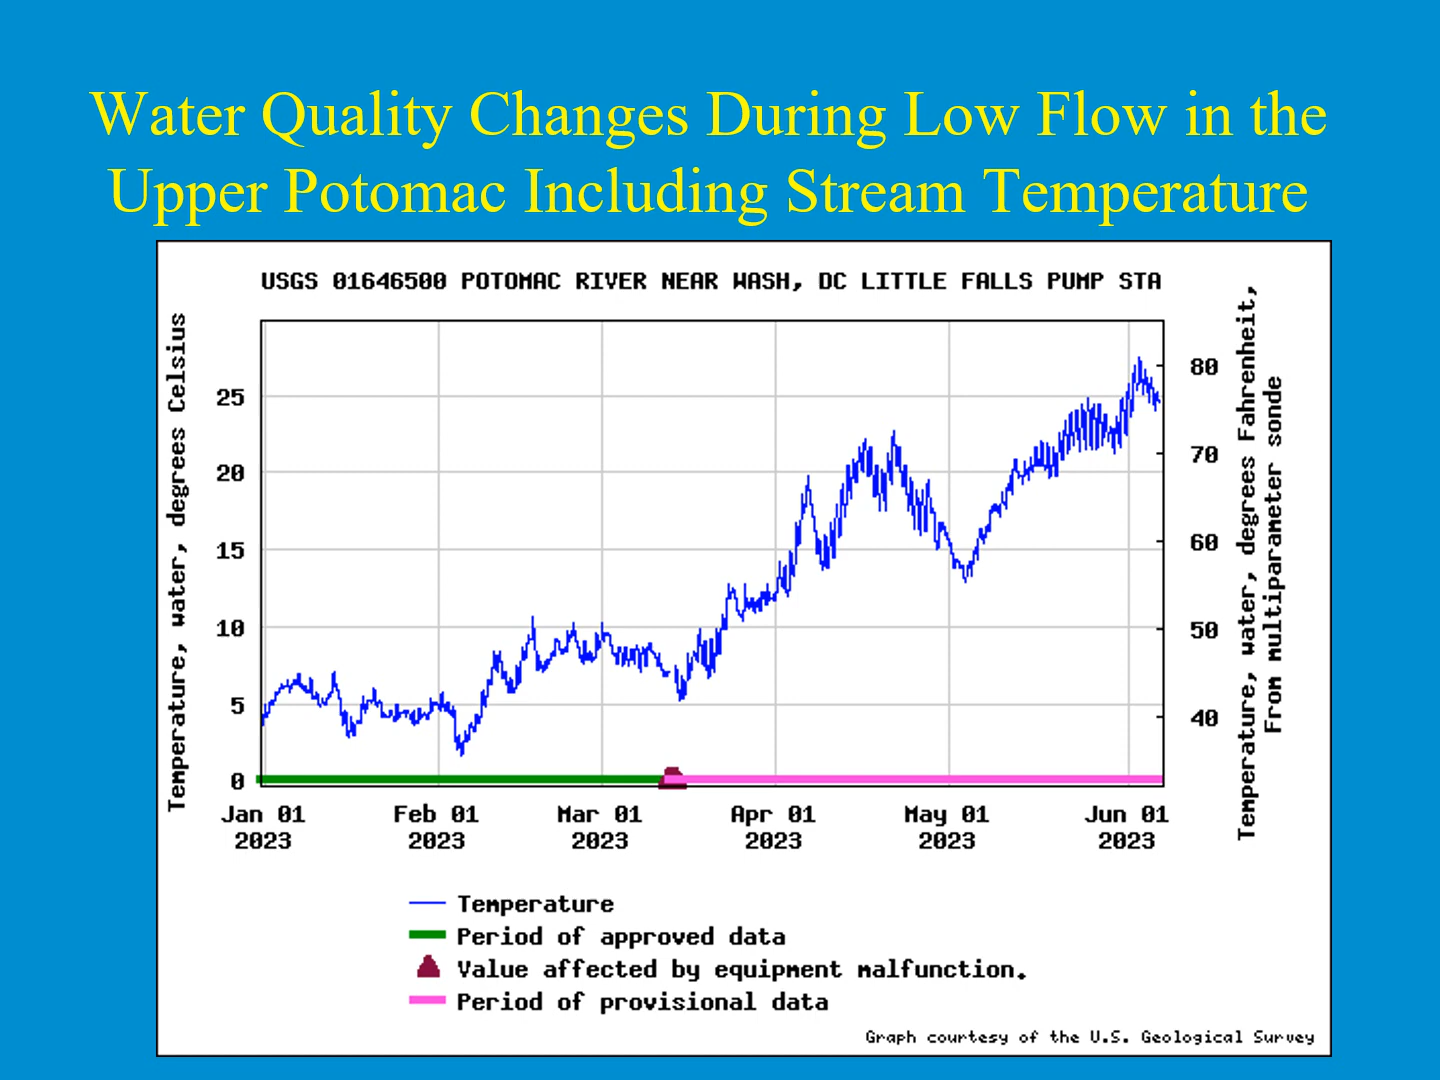 Water Quality Changes During Low Flow in the
Upper Potomac Including Stream Temperature
USGS 01646500 POTOMAC RIVER NEAR WASH, DC LITTLE FALLS PUMP STA
Temperature, water, degrees Celsius
25
20
15
10
5
0
80
70
60
50
40
Temperature, water, degrees Fahrenheit,
From multiparameter sonde
Jan 01 Feb 01 Mar 01 Apr 01 May 01 Jun 01
2023 2023 2023 2023 2023 2023
Temperature
Period of approved data
Value affected by equipment malfunction.
Period of provisional data
Graph courtesy of the U.S. Geological Survey